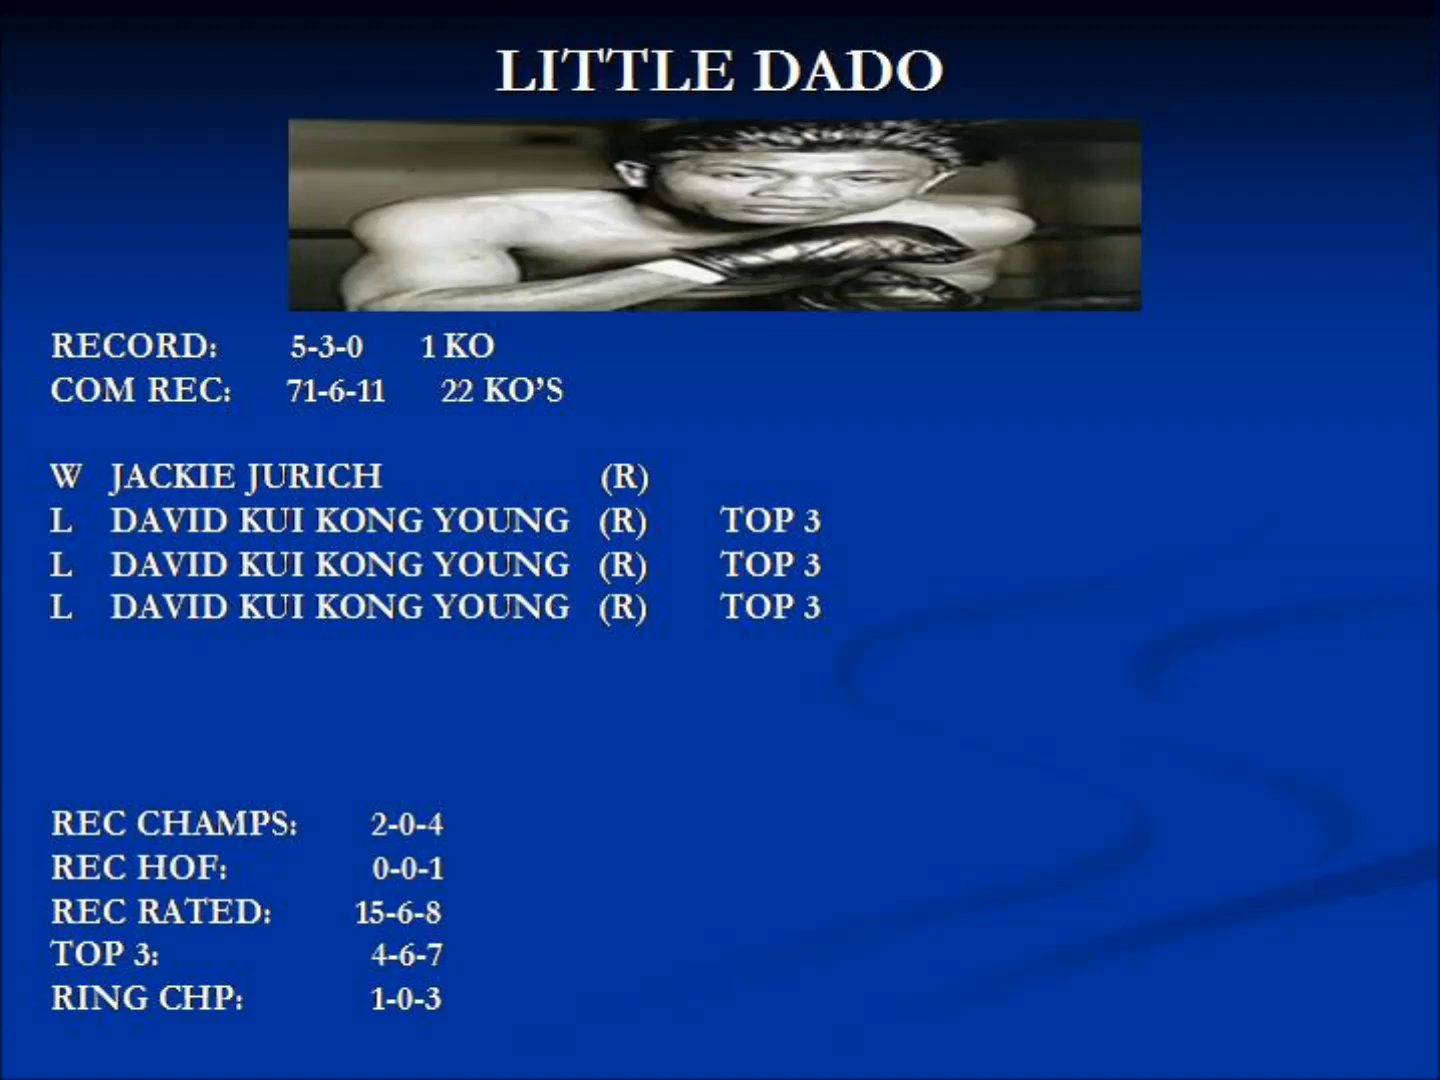 LITTLE DADO
RECORD: 5-3-0 1 KO
COM REC: 71-6-11 22 KO'S
W JACKIE JURICH (R)
L DAVID KUI KONG YOUNG (R) TOP 3
L DAVID KUI KONG YOUNG (R) TOP 3
L DAVID KUI KONG YOUNG (R) TOP 3
REC CHAMPS: 2-0-4
REC HOF: 0-0-1
REC RATED: 15-6-8
TOP 3: 4-6-7
RING CHP: 1-0-3